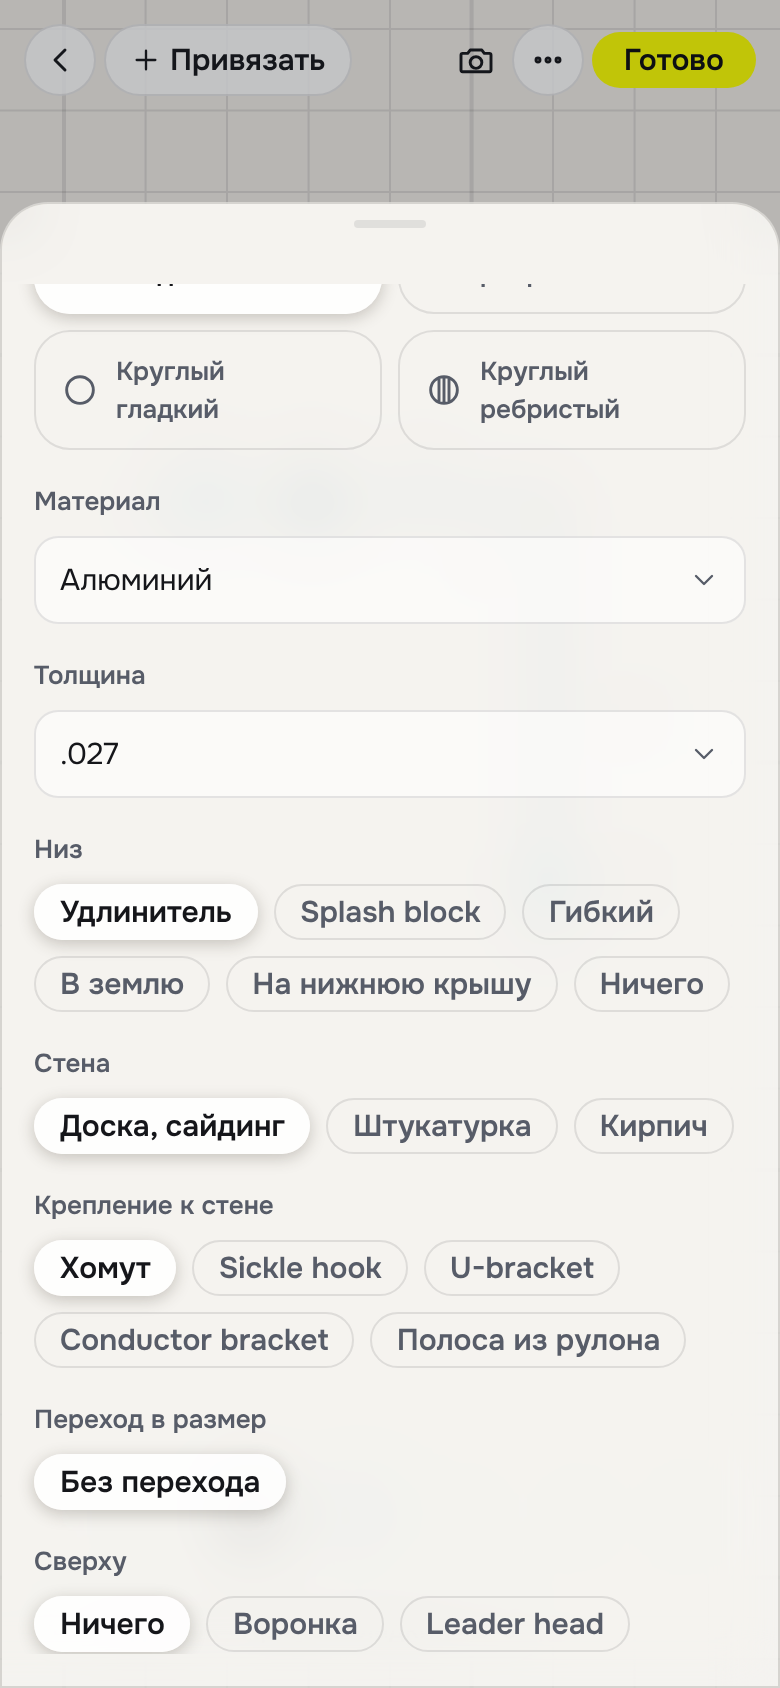 Привязать
Готово
Круглый
гладкий
Круглый
ребристый
Материал
Алюминий
Толщина
.027
Низ
Удлинитель
Splash block
Гибкий
В землю
На нижнюю крышу
Ничего
Стена
Доска, сайдинг
Штукатурка
Кирпич
Крепление к стене
Хомут
Sickle hook
U-bracket
Conductor bracket
Полоса из рулона
Переход в размер
Без перехода
Сверху
Ничего
Воронка
Leader head